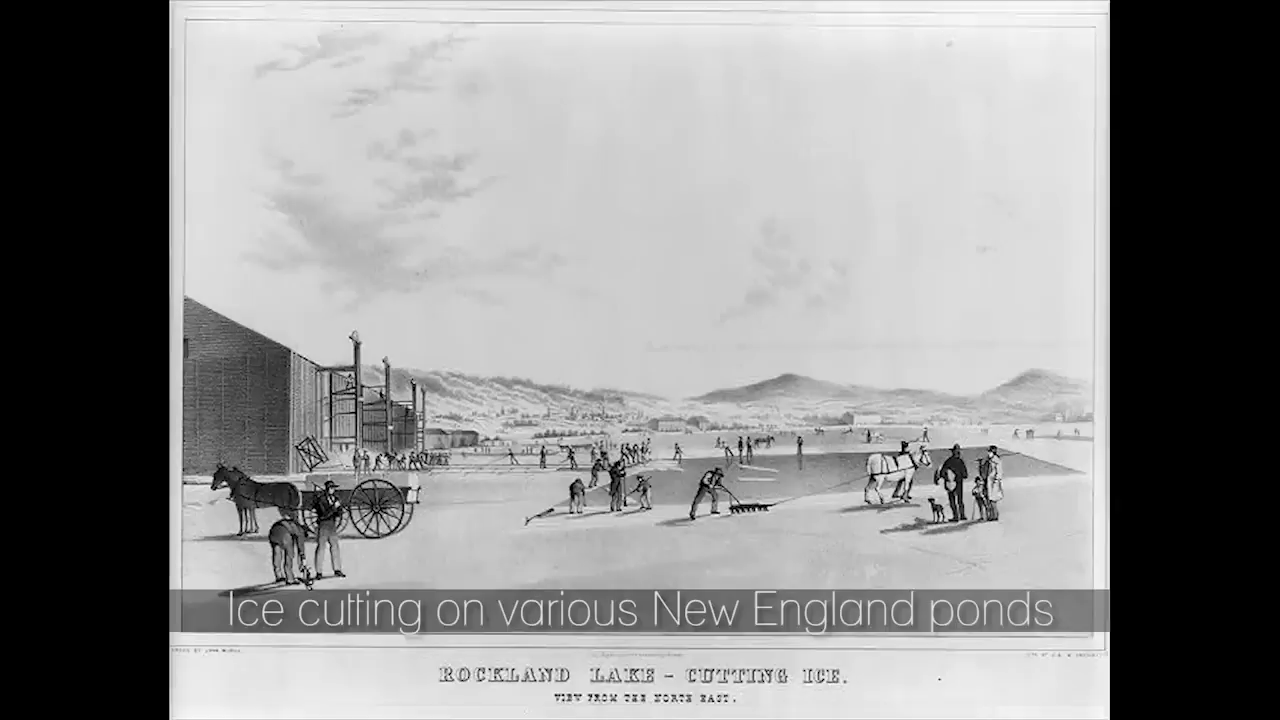 Ice cutting on various New England ponds
ROCKLAND LAKE - CUTTING ICE.
VIEW FROM THE NORTH EAST.